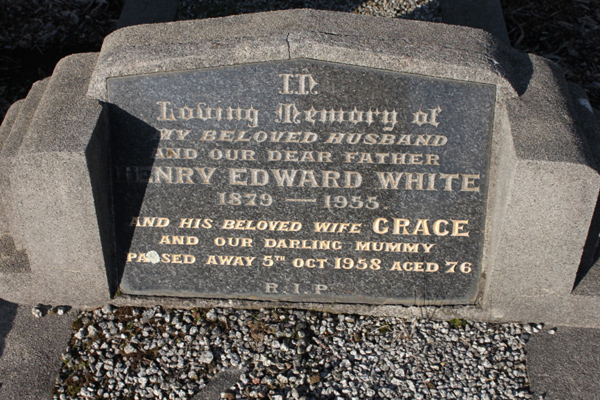 In
Loving Memory of
MY BELOVED HUSBAND
AND OUR DEAR FATHER
HENRY EDWARD WHITE
1879 — 1955
AND HIS BELOVED WIFE GRACE
AND OUR DARLING MUMMY
PASSED AWAY 5TH OCT 1958 AGED 76
R.I.P